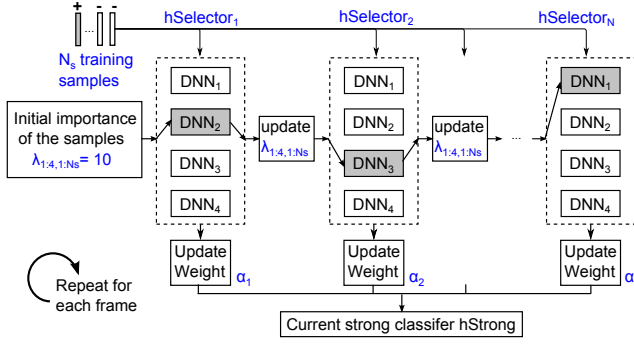 + ... - -
hSelector1
hSelector2
hSelectorN
Ns training
samples
Initial importance
of the samples
λ1:4,1:Ns= 10
DNN1
DNN2
DNN3
DNN4
update
λ1:4,1:Ns
DNN1
DNN2
DNN3
DNN4
update
λ1:4,1:Ns
...
DNN1
DNN2
DNN3
DNN4
Update
Weight
α1
Update
Weight
α2
Update
Weight
α
Repeat for
each frame
Current strong classifer hStrong